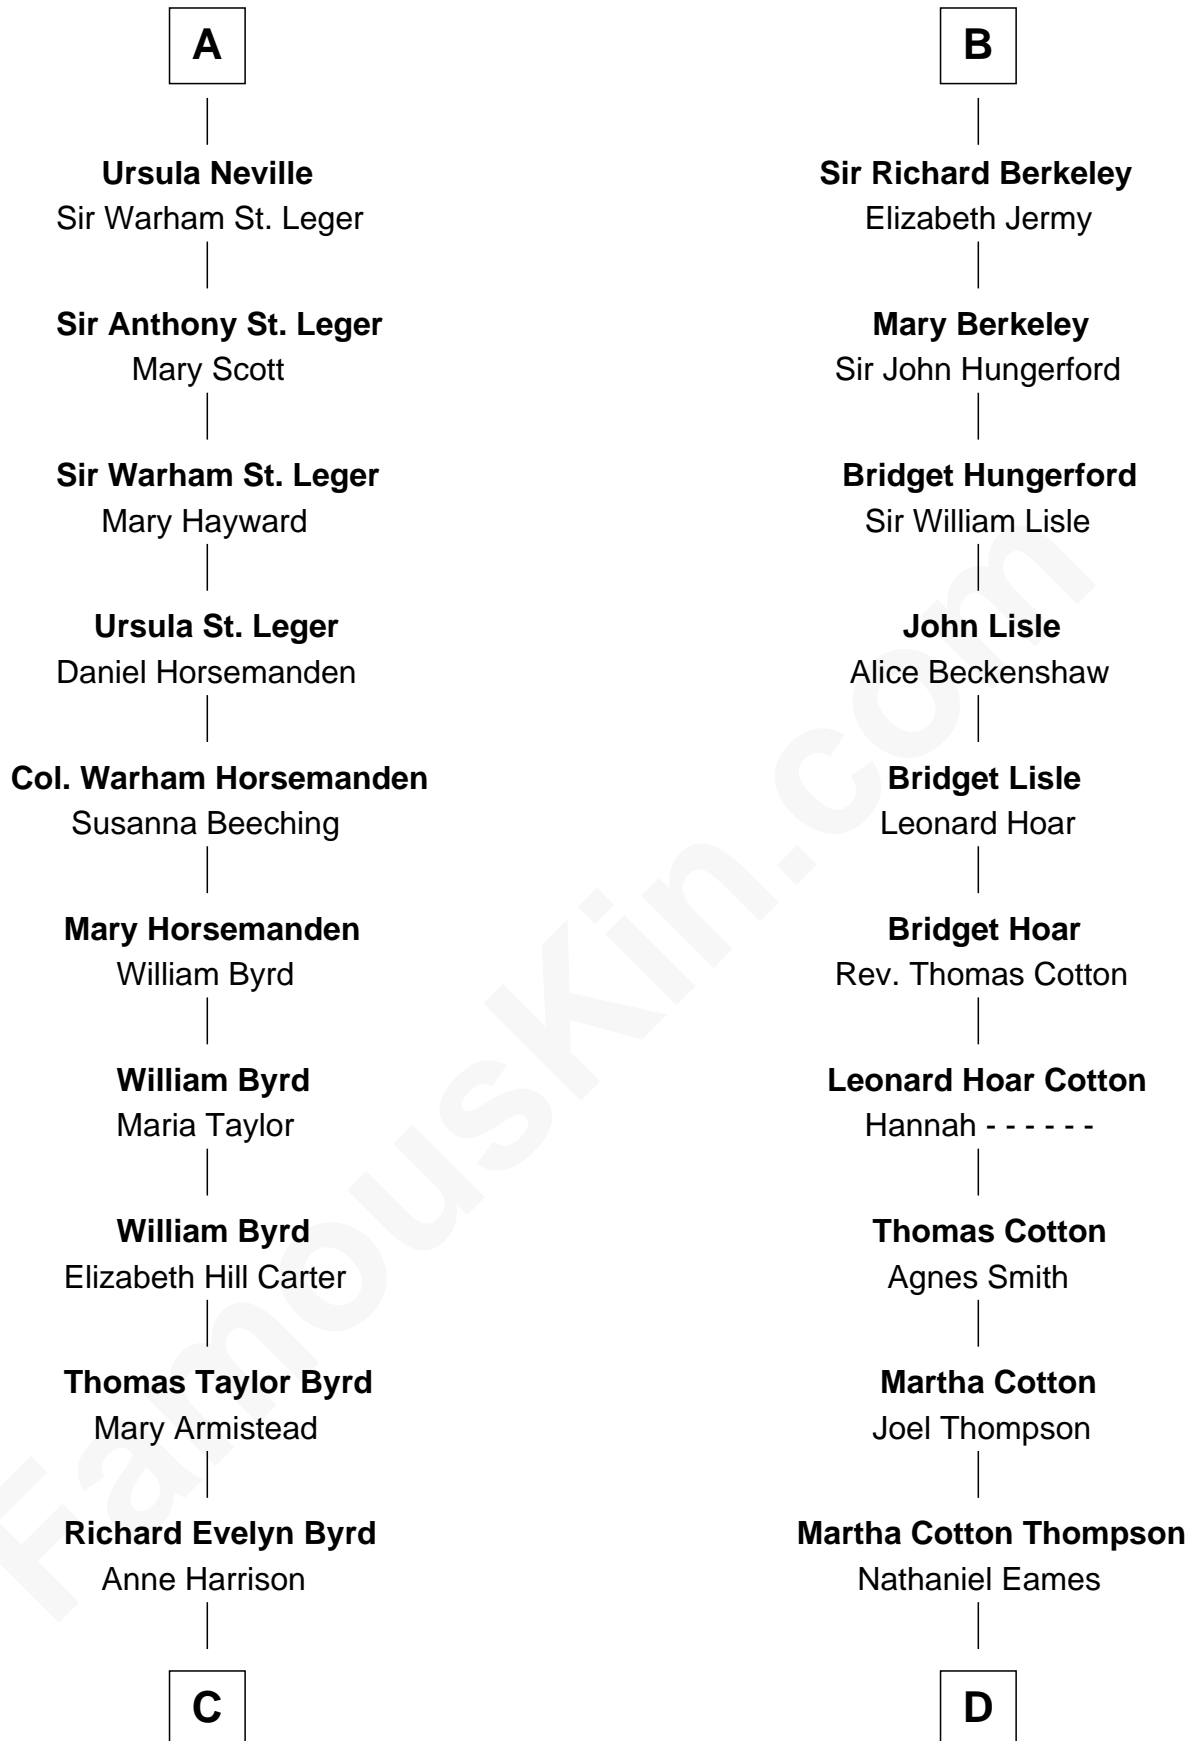 A
Ursula Neville
Sir Warham St. Leger
Sir Anthony St. Leger
Mary Scott
Sir Warham St. Leger
Mary Hayward
Ursula St. Leger
Daniel Horsemanden
Col. Warham Horsemanden
Susanna Beeching
Mary Horsemanden
William Byrd
William Byrd
Maria Taylor
William Byrd
Elizabeth Hill Carter
Thomas Taylor Byrd
Mary Armistead
Richard Evelyn Byrd
Anne Harrison
C
B
Sir Richard Berkeley
Elizabeth Jermy
Mary Berkeley
Sir John Hungerford
Bridget Hungerford
Sir William Lisle
John Lisle
Alice Beckenshaw
Bridget Lisle
Leonard Hoar
Bridget Hoar
Rev. Thomas Cotton
Leonard Hoar Cotton
Hannah - - - - - -
Thomas Cotton
Agnes Smith
Martha Cotton
Joel Thompson
Martha Cotton Thompson
Nathaniel Eames
D
FamousKin.com